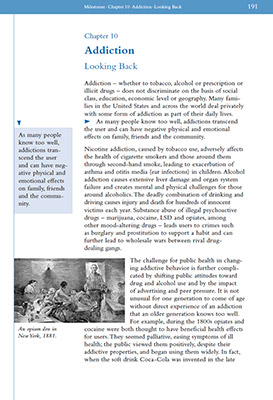 Milestones · Chapter 10: Addiction · Looking Back
191
Chapter 10
Addiction
Looking Back
Addiction – whether to tobacco, alcohol or prescription or
illicit drugs – does not discriminate on the basis of social
class, education, economic level or geography. Many fami-
lies in the United States and across the world deal privately
with some form of addiction as part of their daily lives.
► As many people know too well, addictions transcend
the user and can have negative physical and emotional
effects on family, friends and the community.
As many people
know too well,
addictions tran-
scend the user
and can have neg-
ative physical and
emotional effects
on family, friends
and the commu-
nity.
Nicotine addiction, caused by tobacco use, adversely affects
the health of cigarette smokers and those around them
through second-hand smoke, leading to exacerbation of
asthma and otitis media (ear infections) in children. Alcohol
addiction causes extensive liver damage and organ system
failure and creates mental and physical challenges for those
around alcoholics. The deadly combination of drinking and
driving causes injury and death for hundreds of innocent
victims each year. Substance abuse of illegal psychoactive
drugs – marijuana, cocaine, LSD and opiates, among
other mood-altering drugs – leads users to crimes such
as burglary and prostitution to support a habit and can
further lead to wholesale wars between rival drug-
dealing gangs.
The challenge for public health in chang-
ing addictive behavior is further compli-
cated by shifting public attitudes toward
drug and alcohol use and by the impact
of advertising and peer pressure. It is not
unusual for one generation to come of age
without direct experience of an addiction
that an older generation knows too well.
For example, during the 1800s opiates and
cocaine were both thought to have beneficial health effects
for users. They seemed palliative, easing symptoms of ill
health; the public viewed them positively, despite their
addictive properties, and began using them widely. In fact,
when the soft drink Coca-Cola was invented in the late
An opium den in
New York, 1881.